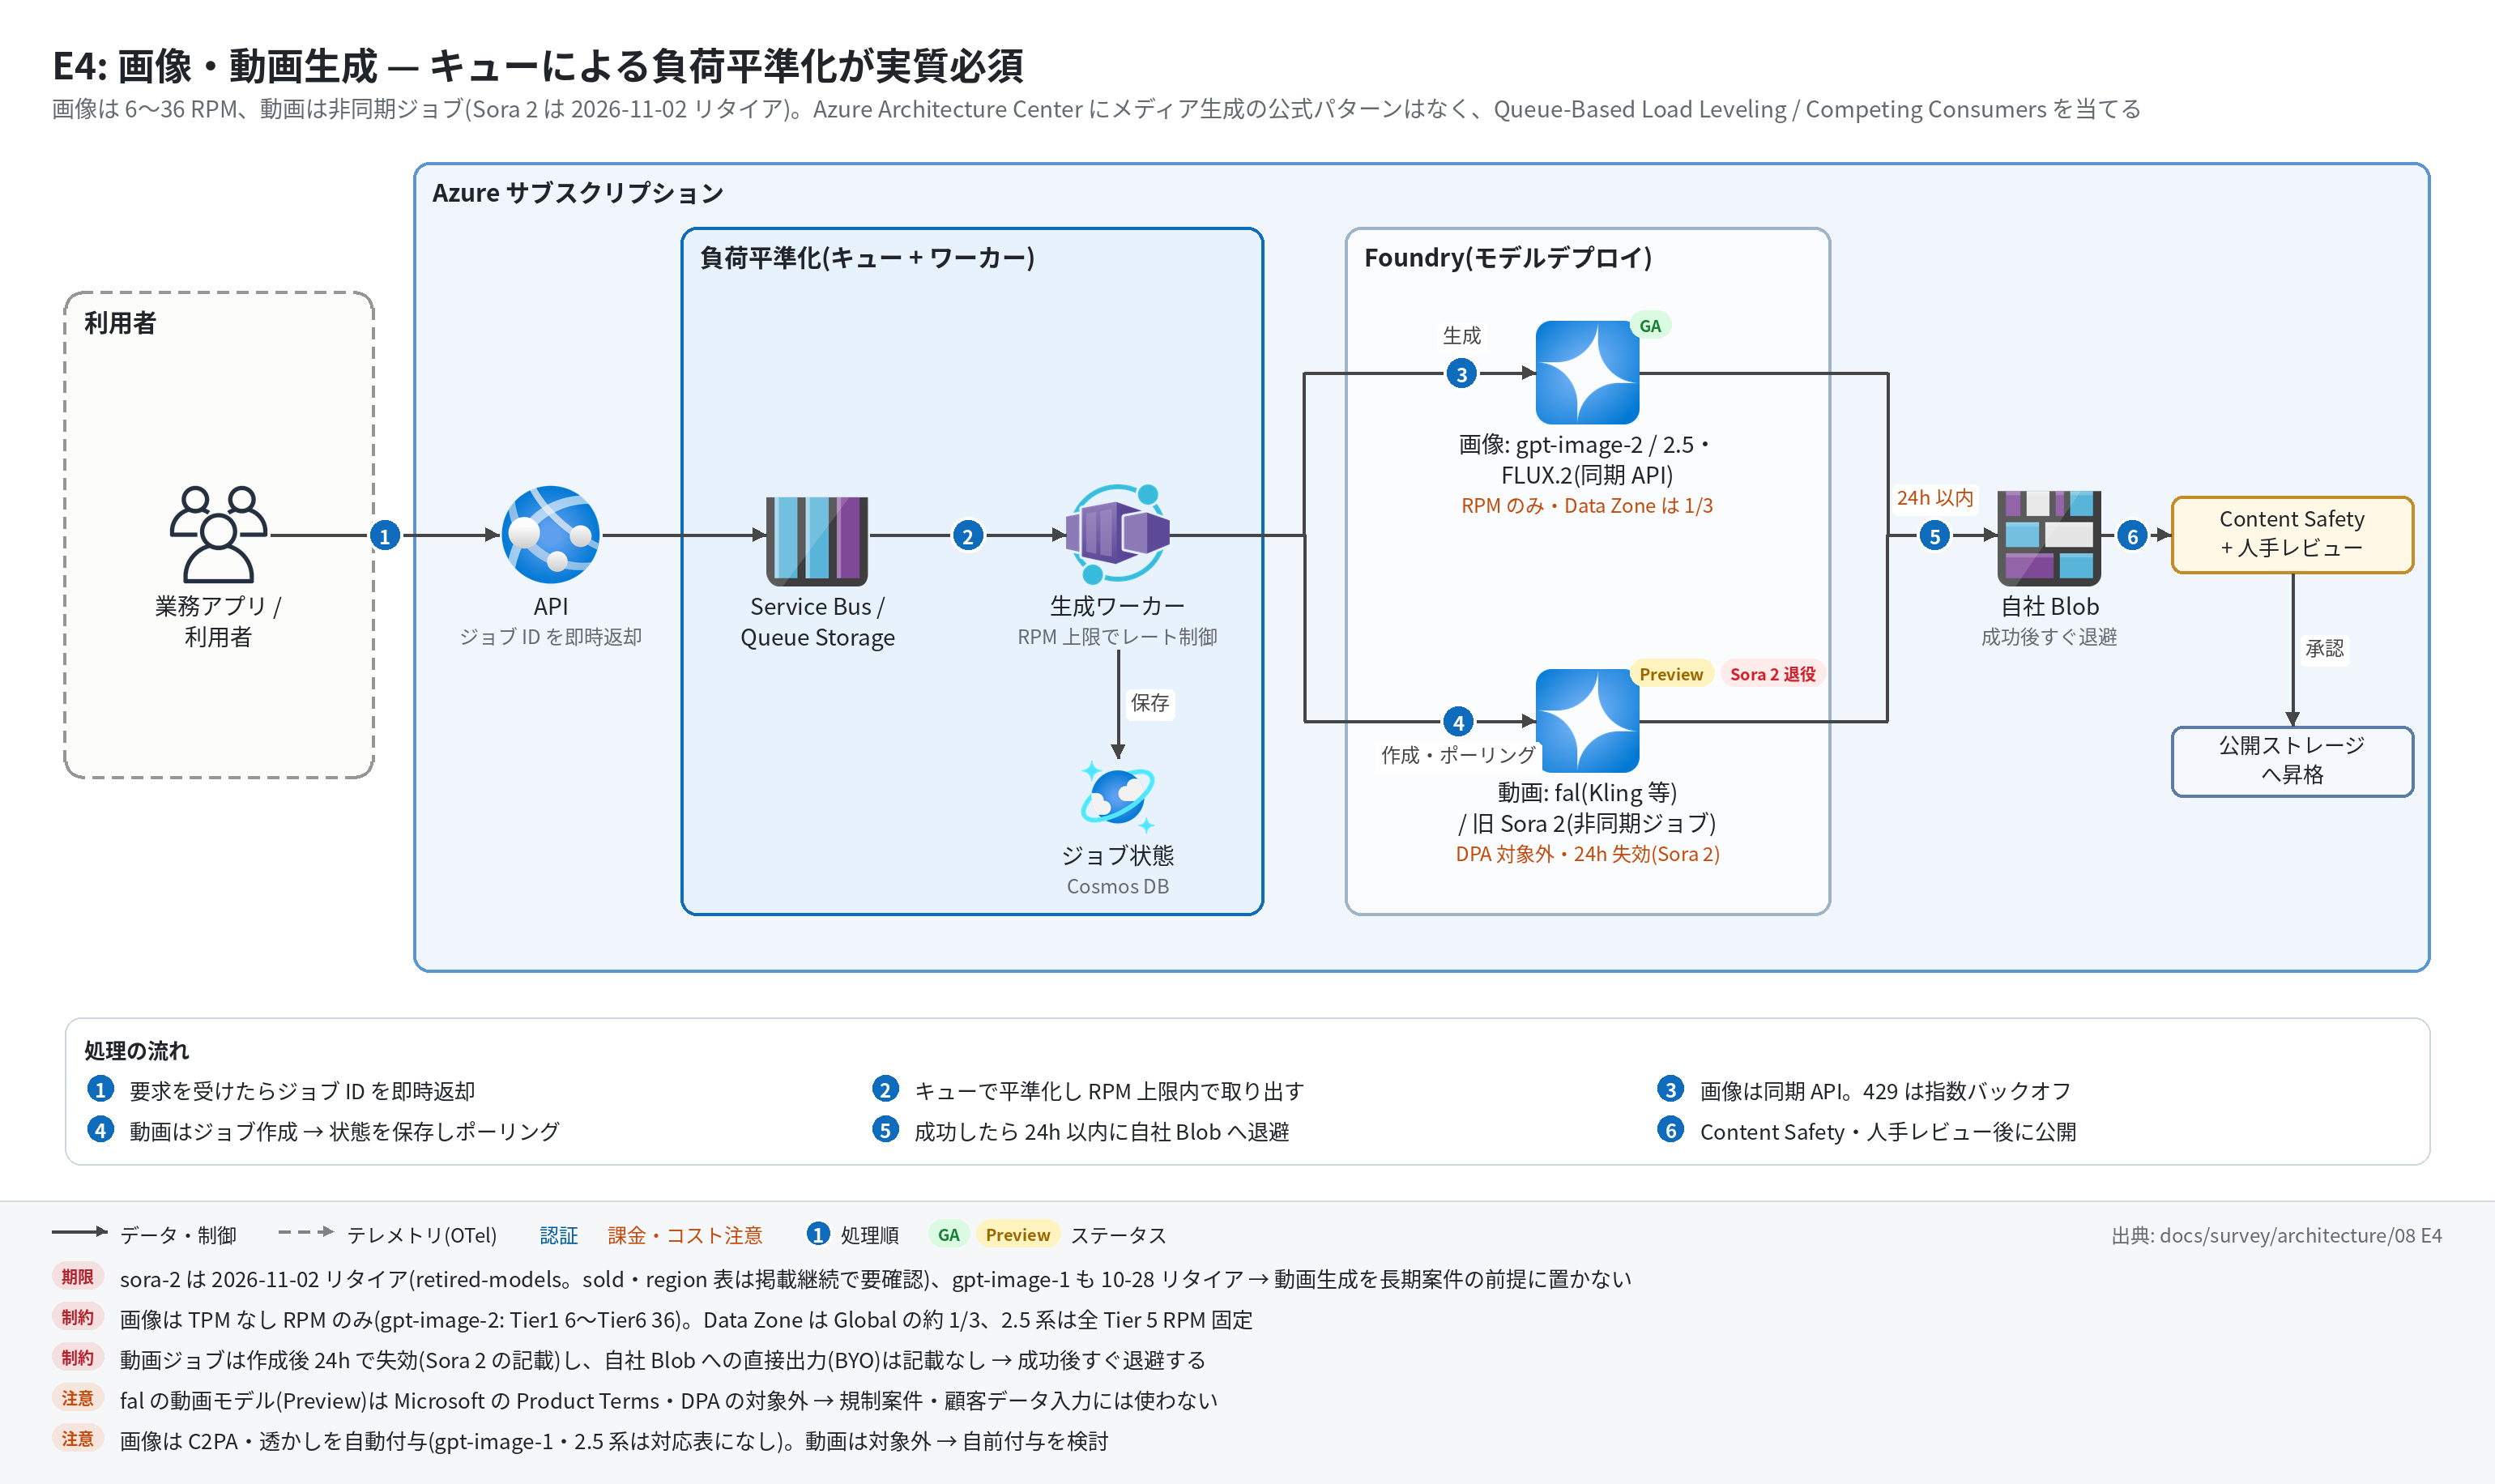 E4: 画像・動画生成 — キューによる負荷平準化が実質必須
画像は 6〜36 RPM、動画は非同期ジョブ(Sora 2 は 2026-11-02 リタイア)。Azure Architecture Center にメディア生成の公式パターンはなく、Queue-Based Load Leveling / Competing Consumers を当てる
Azure サブスクリプション
負荷平準化(キュー + ワーカー)
Foundry(モデルデプロイ)
利用者
業務アプリ /
利用者
1
API
ジョブ ID を即時返却
Service Bus /
Queue Storage
2
生成ワーカー
RPM 上限でレート制御
保存
ジョブ状態
Cosmos DB
生成
3
GA
画像: gpt-image-2 / 2.5・
FLUX.2(同期 API)
RPM のみ・Data Zone は 1/3
4
作成・ポーリング
Preview
Sora 2 退役
動画: fal(Kling 等)
/ 旧 Sora 2(非同期ジョブ)
DPA 対象外・24h 失効(Sora 2)
24h 以内
5
自社 Blob
成功後すぐ退避
6
Content Safety
+ 人手レビュー
承認
公開ストレージ
へ昇格
処理の流れ
1 要求を受けたらジョブ ID を即時返却
2 キューで平準化し RPM 上限内で取り出す
3 画像は同期 API。429 は指数バックオフ
4 動画はジョブ作成 → 状態を保存しポーリング
5 成功したら 24h 以内に自社 Blob へ退避
6 Content Safety・人手レビュー後に公開
データ・制御 テレメトリ(OTel) 認証 課金・コスト注意 1 処理順 GA Preview ステータス
出典: docs/survey/architecture/08 E4
期限 sora-2 は 2026-11-02 リタイア(retired-models。sold・region 表は掲載継続で要確認)、gpt-image-1 も 10-28 リタイア → 動画生成を長期案件の前提に置かない
制約 画像は TPM なし RPM のみ(gpt-image-2: Tier1 6〜Tier6 36)。Data Zone は Global の約 1/3、2.5 系は全 Tier 5 RPM 固定
制約 動画ジョブは作成後 24h で失効(Sora 2 の記載)し、自社 Blob への直接出力(BYO)は記載なし → 成功後すぐ退避する
注意 fal の動画モデル(Preview)は Microsoft の Product Terms・DPA の対象外 → 規制案件・顧客データ入力には使わない
注意 画像は C2PA・透かしを自動付与(gpt-image-1・2.5 系は対応表になし)。動画は対象外 → 自前付与を検討